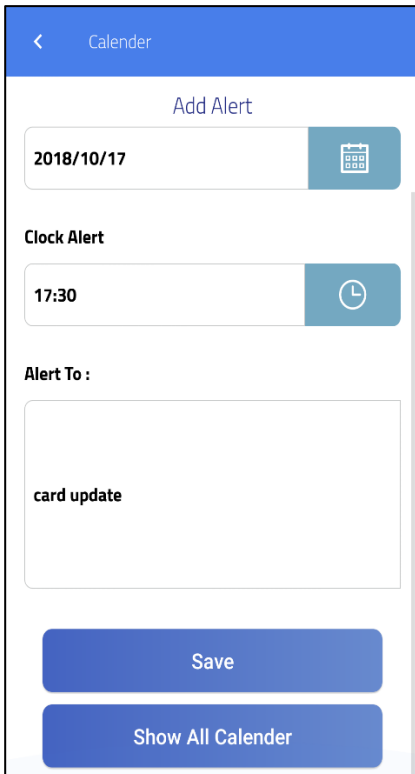 Calender
Add Alert
2018/10/17
Clock Alert
17:30
Alert To :
card update
Save
Show All Calender